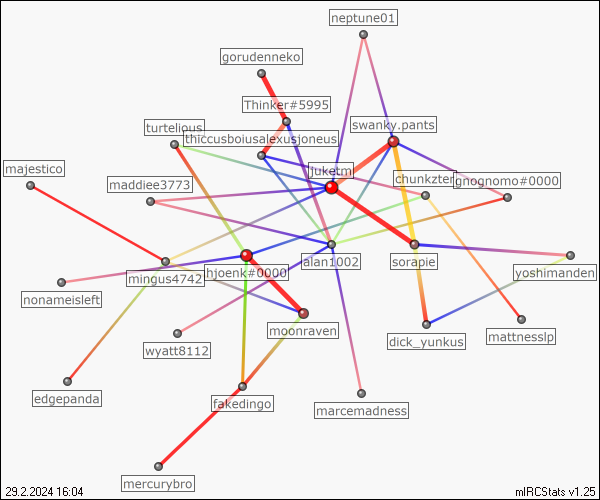 neptune01
gorudenneko
Thinker#5995
swanky.pants
turtelious
thiccusboiusalexusjoneus
majestico
juketm
maddiee3773
chunkzter
gnognomo#0000
alan1002
sorapie
mingus4742
hjoenk#0000
yoshimanden
nonameisleft
moonraven
wyatt8112
dick_yunkus
mattnesslp
edgepanda
fakedingo
marcemadness
mercurybro
29.2.2024 16:04
mIRCStats v1.25